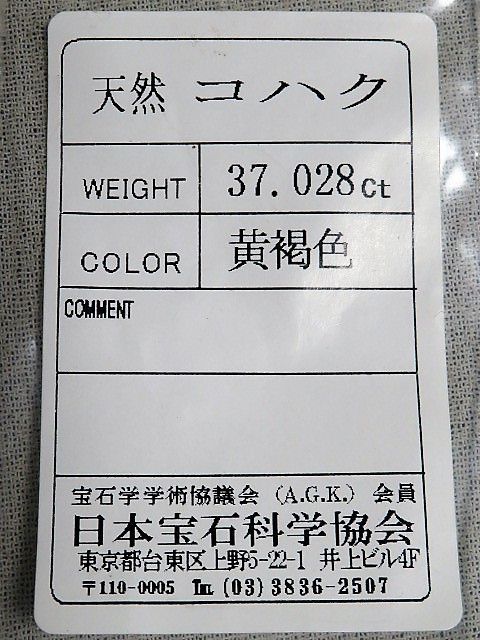 天然 コハク
WEIGHT 37.028ct
COLOR 黄褐色
COMMENT
宝石学学術協議会 (A.G.K.) 会員
日本宝石科学協会
東京都台東区上野5-22-1 井上ビル4F
〒110-0005 ℡ (03) 3836-2507